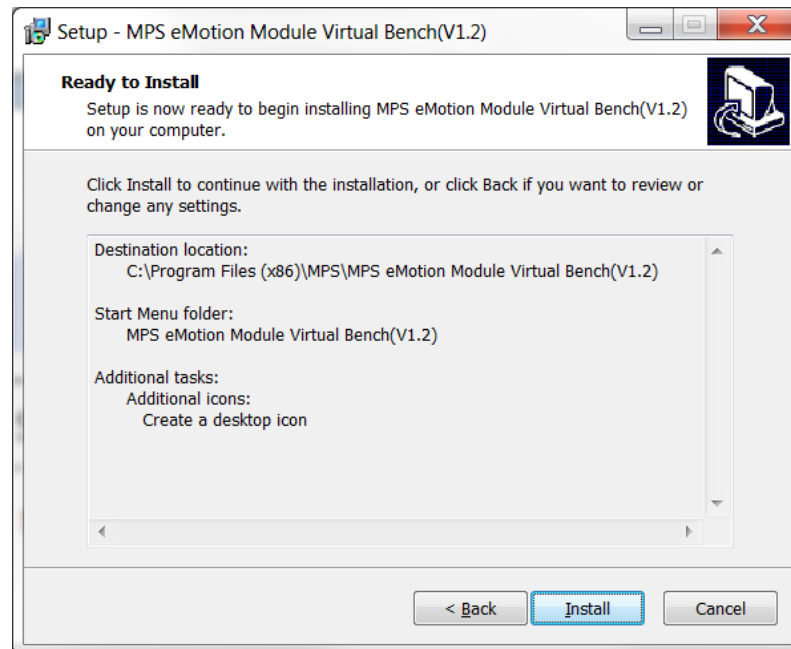 Setup - MPS eMotion Module Virtual Bench(V1.2)
Ready to Install
Setup is now ready to begin installing MPS eMotion Module Virtual Bench(V1.2)
on your computer.
Click Install to continue with the installation, or click Back if you want to review or
change any settings.
Destination location:
C:\Program Files (x86)\MPS\MPS eMotion Module Virtual Bench(V1.2)
Start Menu folder:
MPS eMotion Module Virtual Bench(V1.2)
Additional tasks:
Additional icons:
Create a desktop icon
< Back
Install
Cancel